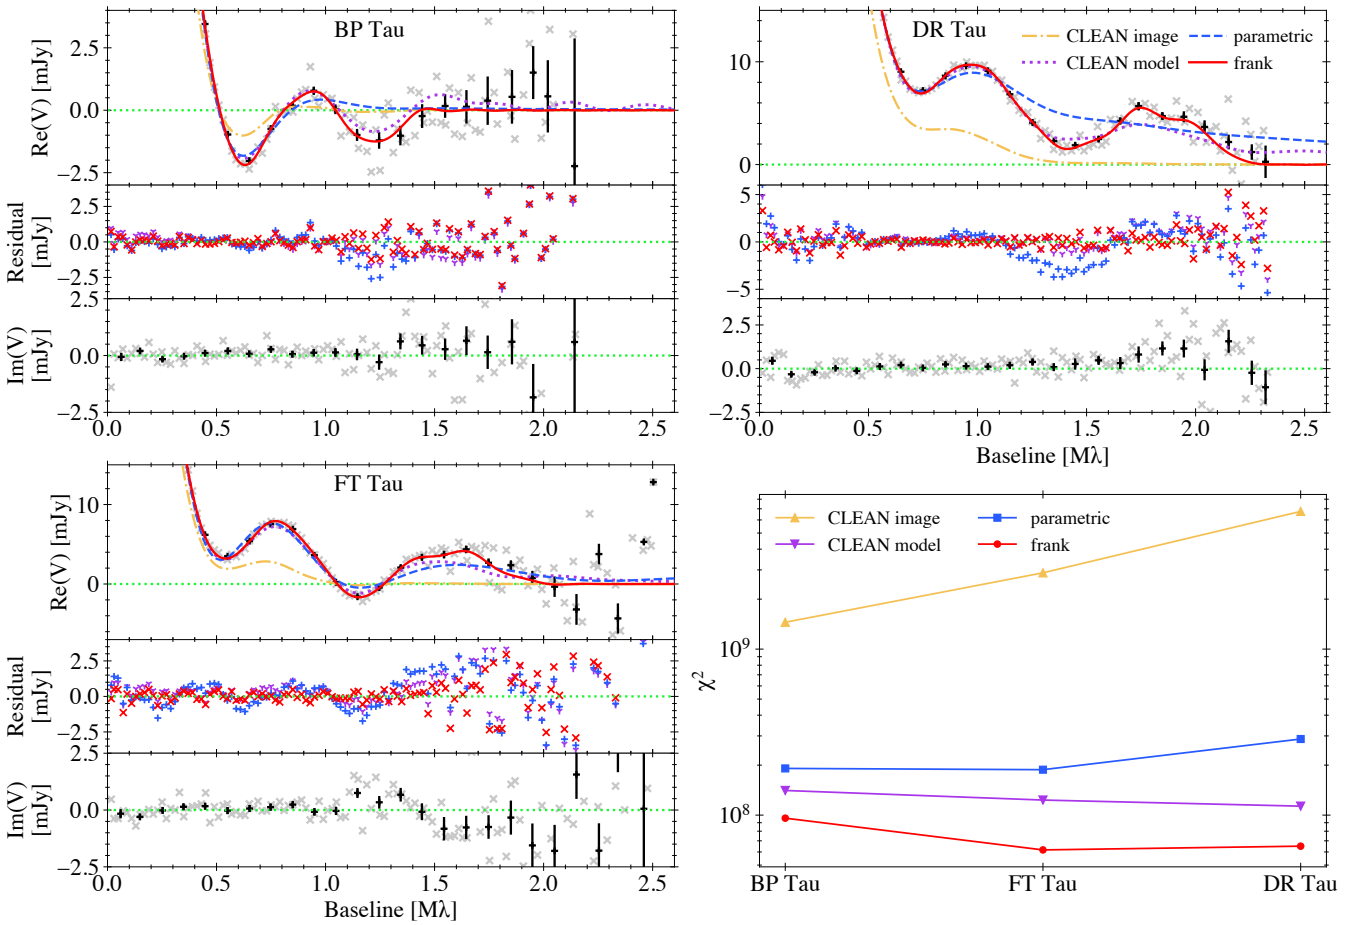 BP Tau
Re(V) [mJy]
2.5
0.0
−2.5
Residual
[mJy]
2.5
0.0
−2.5
Im(V)
[mJy]
2.5
0.0
−2.5
0.0 0.5 1.0 1.5 2.0 2.5
DR Tau
CLEAN image
CLEAN model
parametric
frank
10
5
0
5
0
−5
2.5
0.0
−2.5
0.0 0.5 1.0 1.5 2.0 2.5
Baseline [Mλ]
FT Tau
Re(V) [mJy]
10
0
Residual
[mJy]
2.5
0.0
−2.5
Im(V)
[mJy]
2.5
0.0
−2.5
0.0 0.5 1.0 1.5 2.0 2.5
Baseline [Mλ]
CLEAN image
CLEAN model
parametric
frank
χ²
10⁹
10⁸
BP Tau FT Tau DR Tau